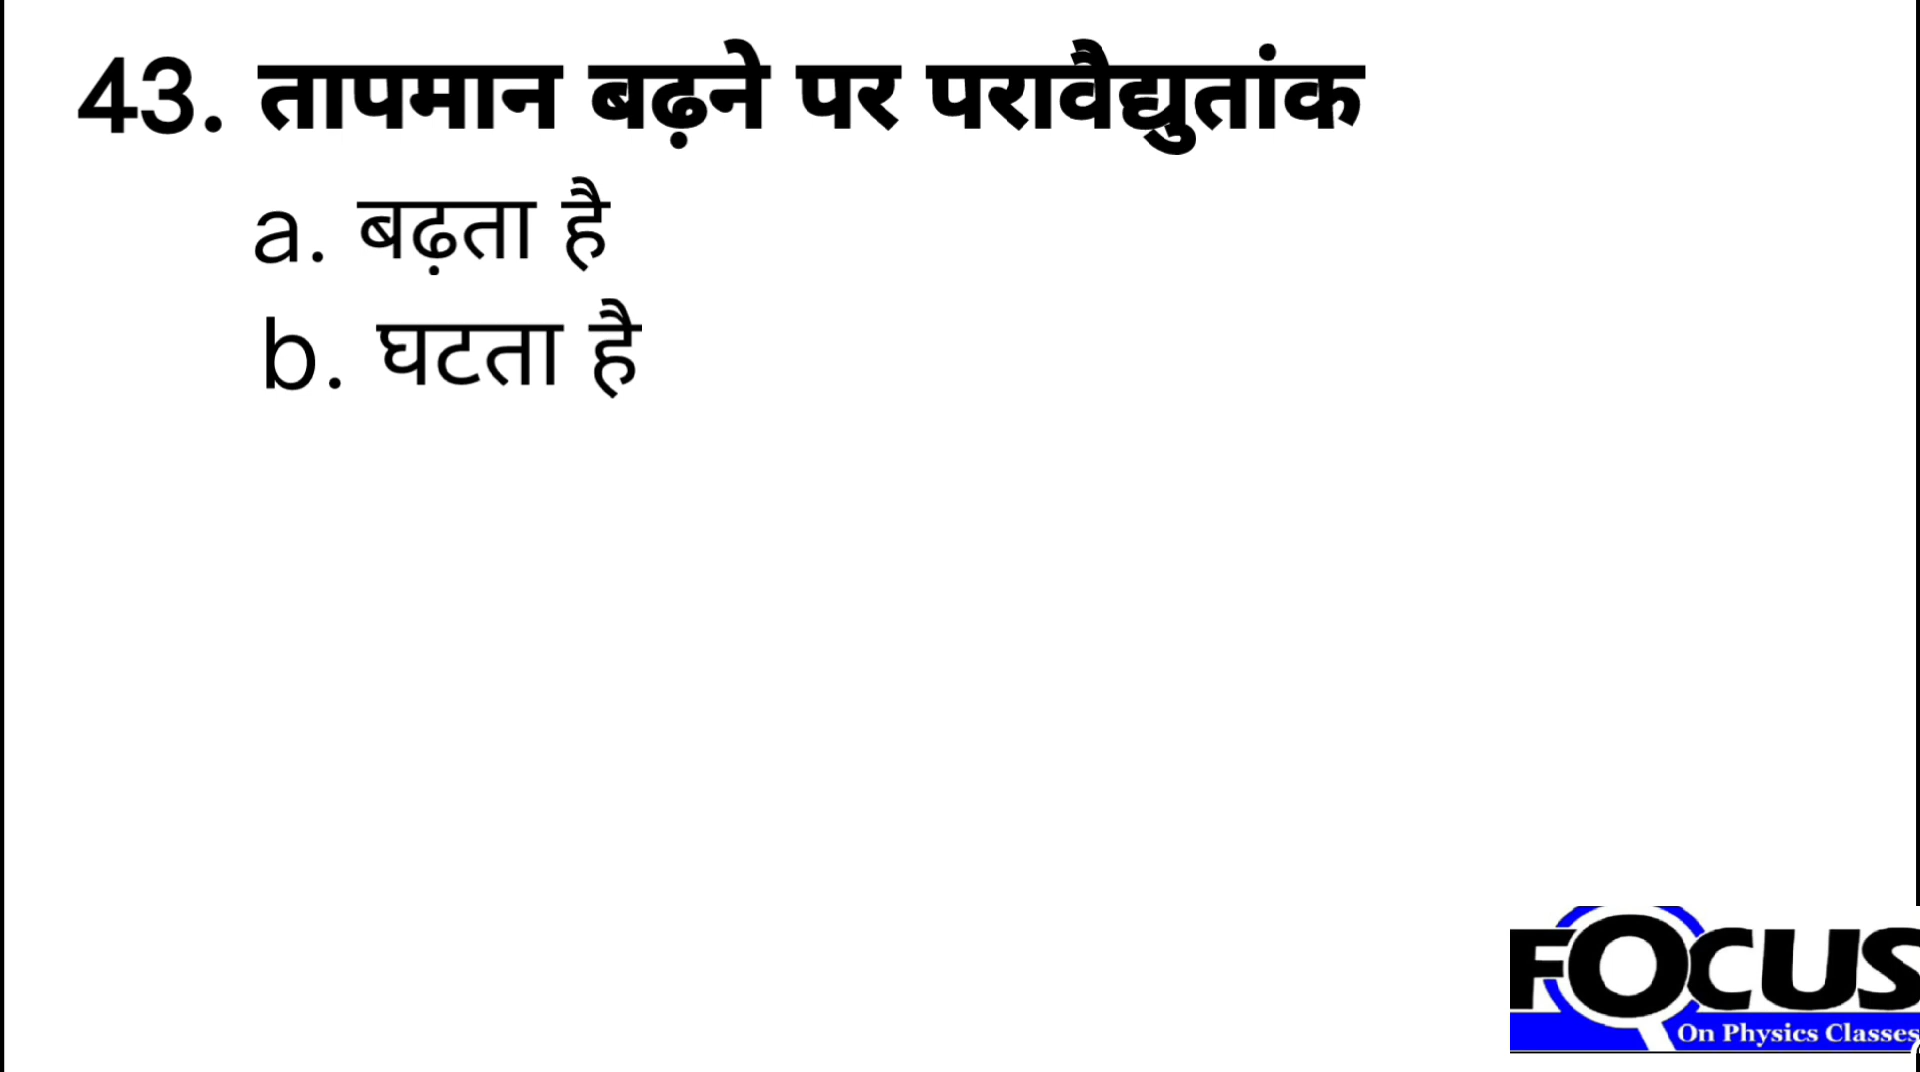 43. तापमान बढ़ने पर परावैद्युतांक
a. बढ़ता है
b. घटता है
FOCUS
On Physics Classes